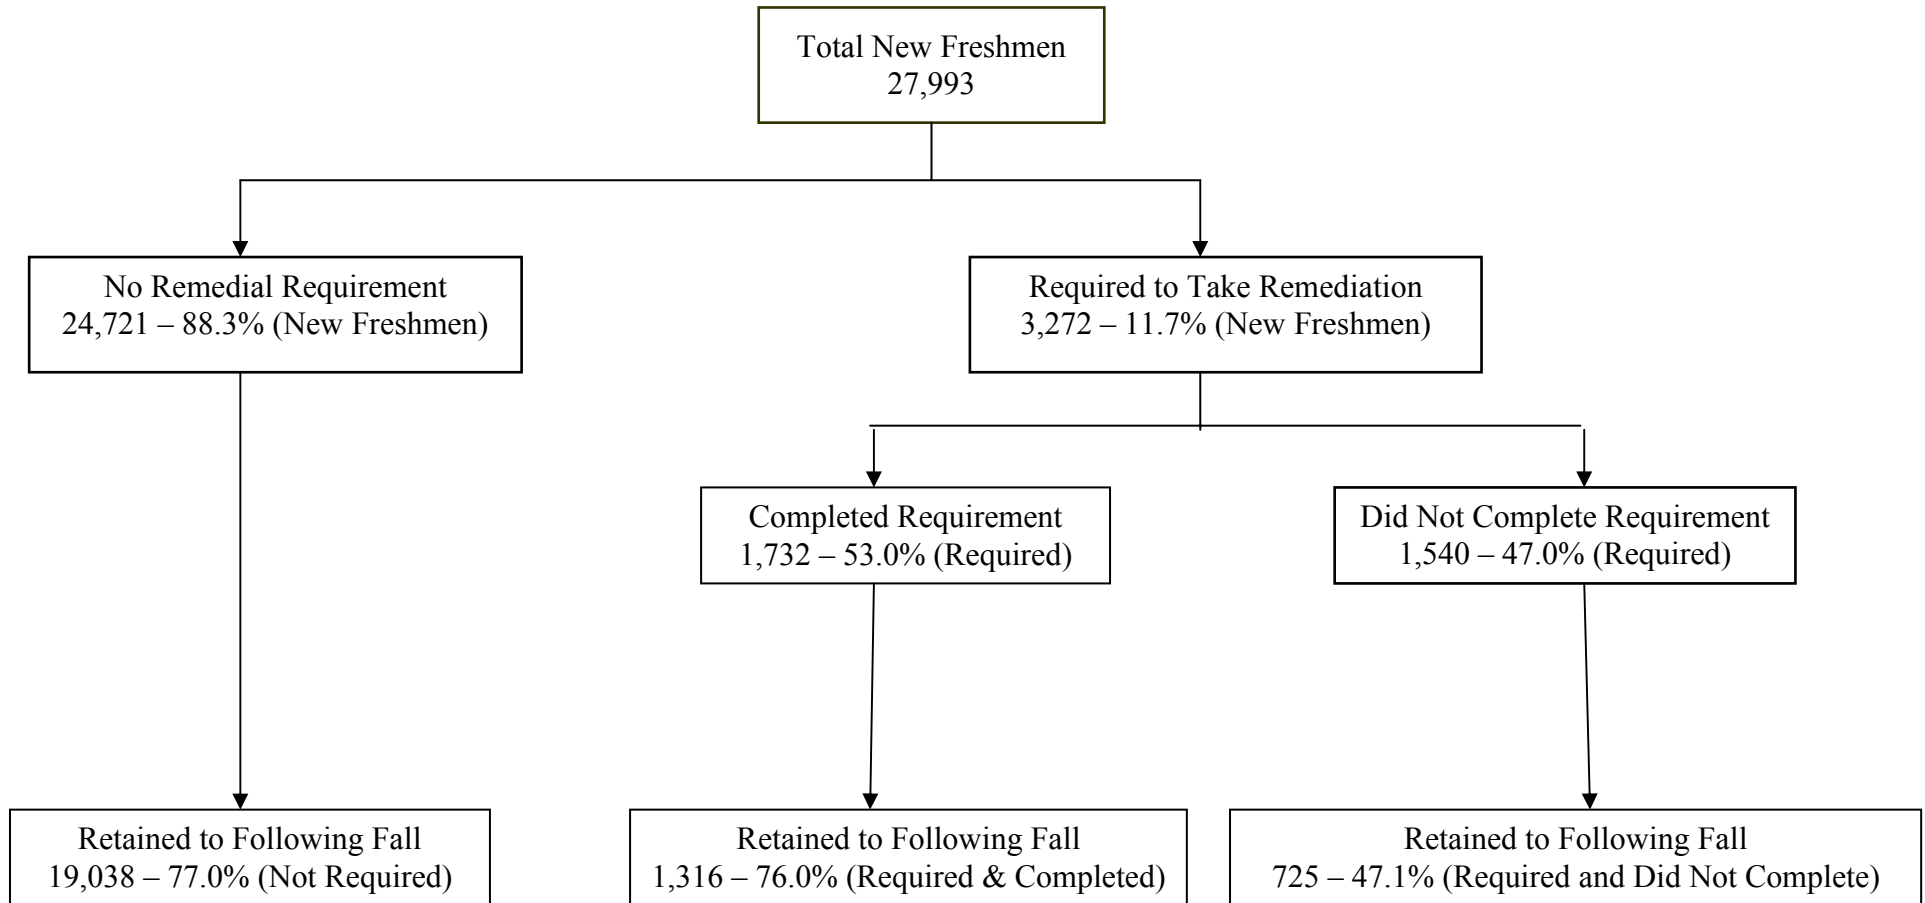 Total New Freshmen
27,993
No Remedial Requirement
24,721 – 88.3% (New Freshmen)
Required to Take Remediation
3,272 – 11.7% (New Freshmen)
Completed Requirement
1,732 – 53.0% (Required)
Did Not Complete Requirement
1,540 – 47.0% (Required)
Retained to Following Fall
19,038 – 77.0% (Not Required)
Retained to Following Fall
1,316 – 76.0% (Required & Completed)
Retained to Following Fall
725 – 47.1% (Required and Did Not Complete)